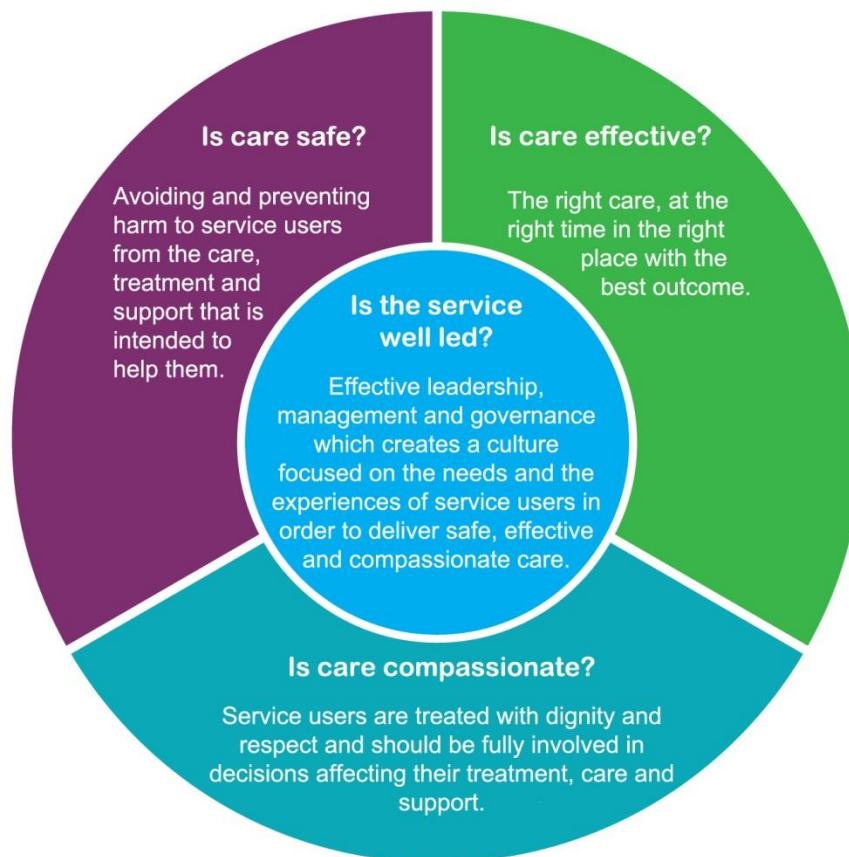 Is care safe?
Avoiding and preventing
harm to service users
from the care,
treatment and
support that is
intended to
help them.
Is care effective?
The right care, at the
right time in the right
place with the
best outcome.
Is the service
well led?
Effective leadership,
management and governance
which creates a culture
focused on the needs and the
experiences of service users in
order to deliver safe, effective
and compassionate care.
Is care compassionate?
Service users are treated with dignity and
respect and should be fully involved in
decisions affecting their treatment, care and
support.